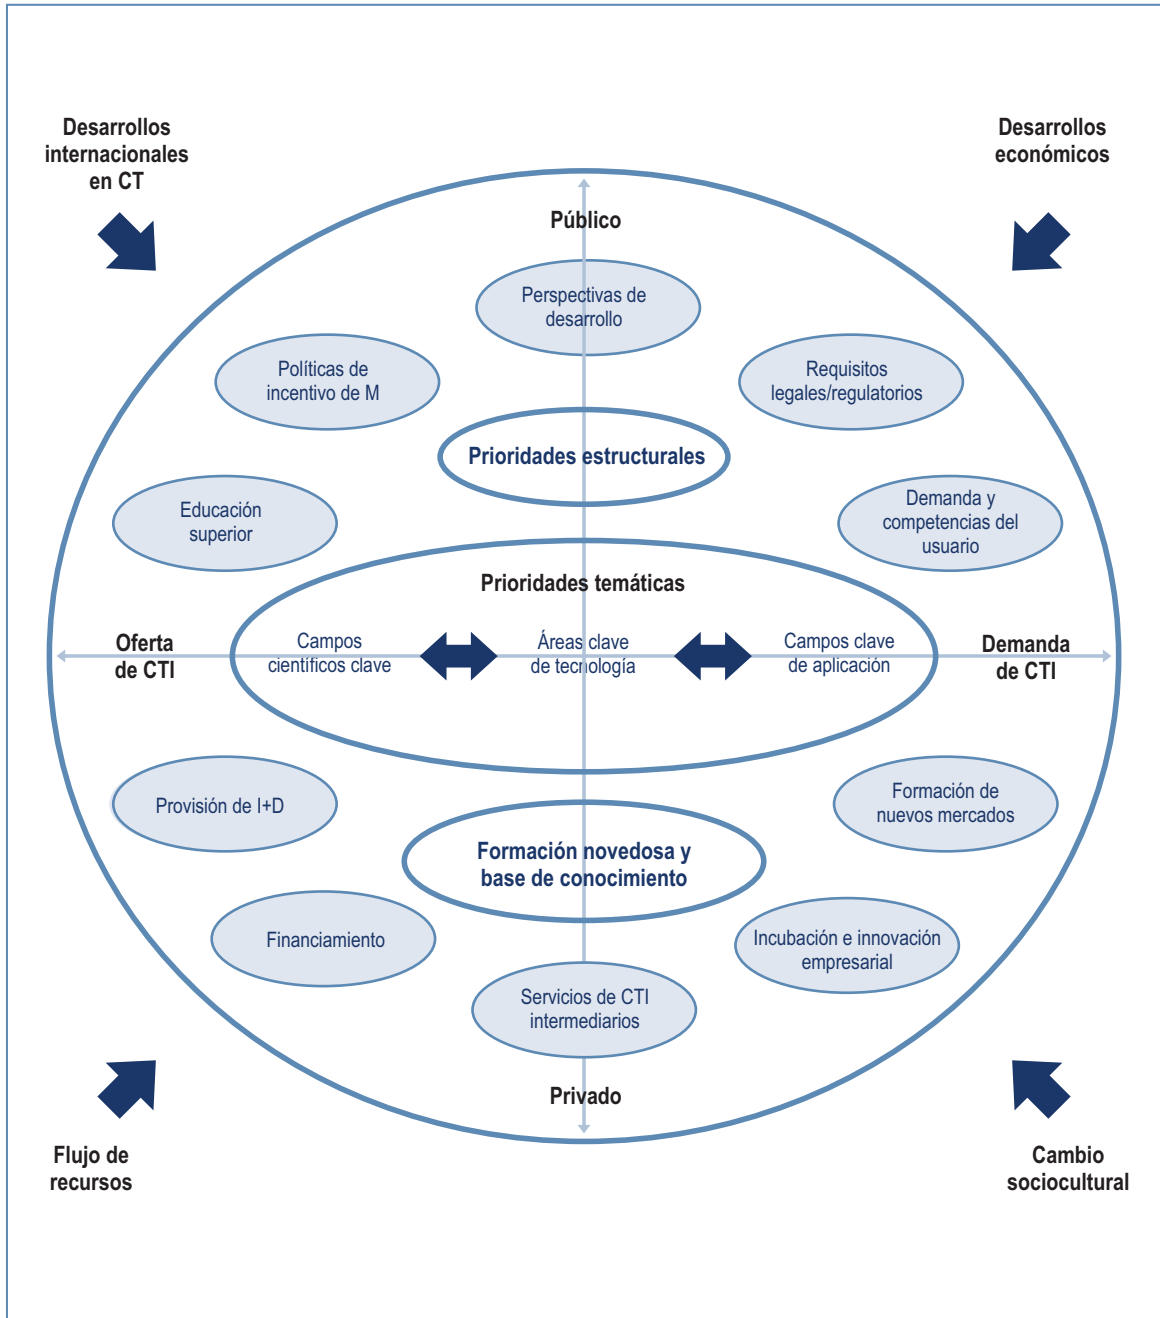 Desarrollos
internacionales
en CT
Desarrollos
económicos
Público
Perspectivas de
desarrollo
Políticas de
incentivo de M
Requisitos
legales/regulatorios
Prioridades estructurales
Educación
superior
Demanda y
competencias del
usuario
Prioridades temáticas
Oferta
de CTI
Campos
científicos clave
Áreas clave
de tecnología
Campos clave
de aplicación
Demanda
de CTI
Provisión de I+D
Formación de
nuevos mercados
Formación novedosa y
base de conocimiento
Financiamiento
Incubación e innovación
empresarial
Servicios de CTI
intermediarios
Privado
Flujo de
recursos
Cambio
sociocultural